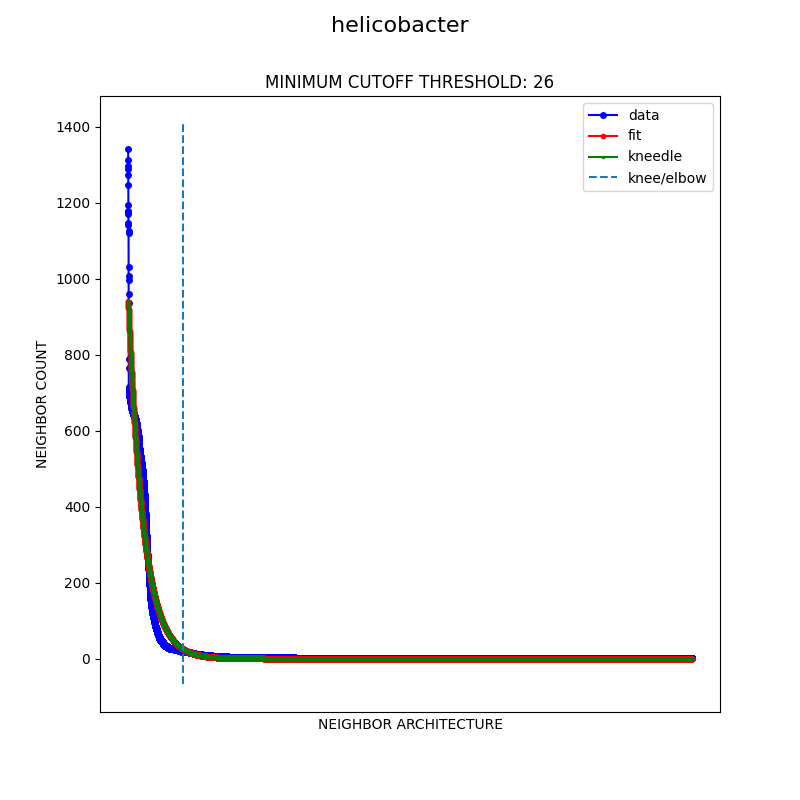 helicobacter
MINIMUM CUTOFF THRESHOLD: 26
data
fit
kneedle
knee/elbow
1400
1200
1000
800
600
400
200
0
NEIGHBOR COUNT
NEIGHBOR ARCHITECTURE